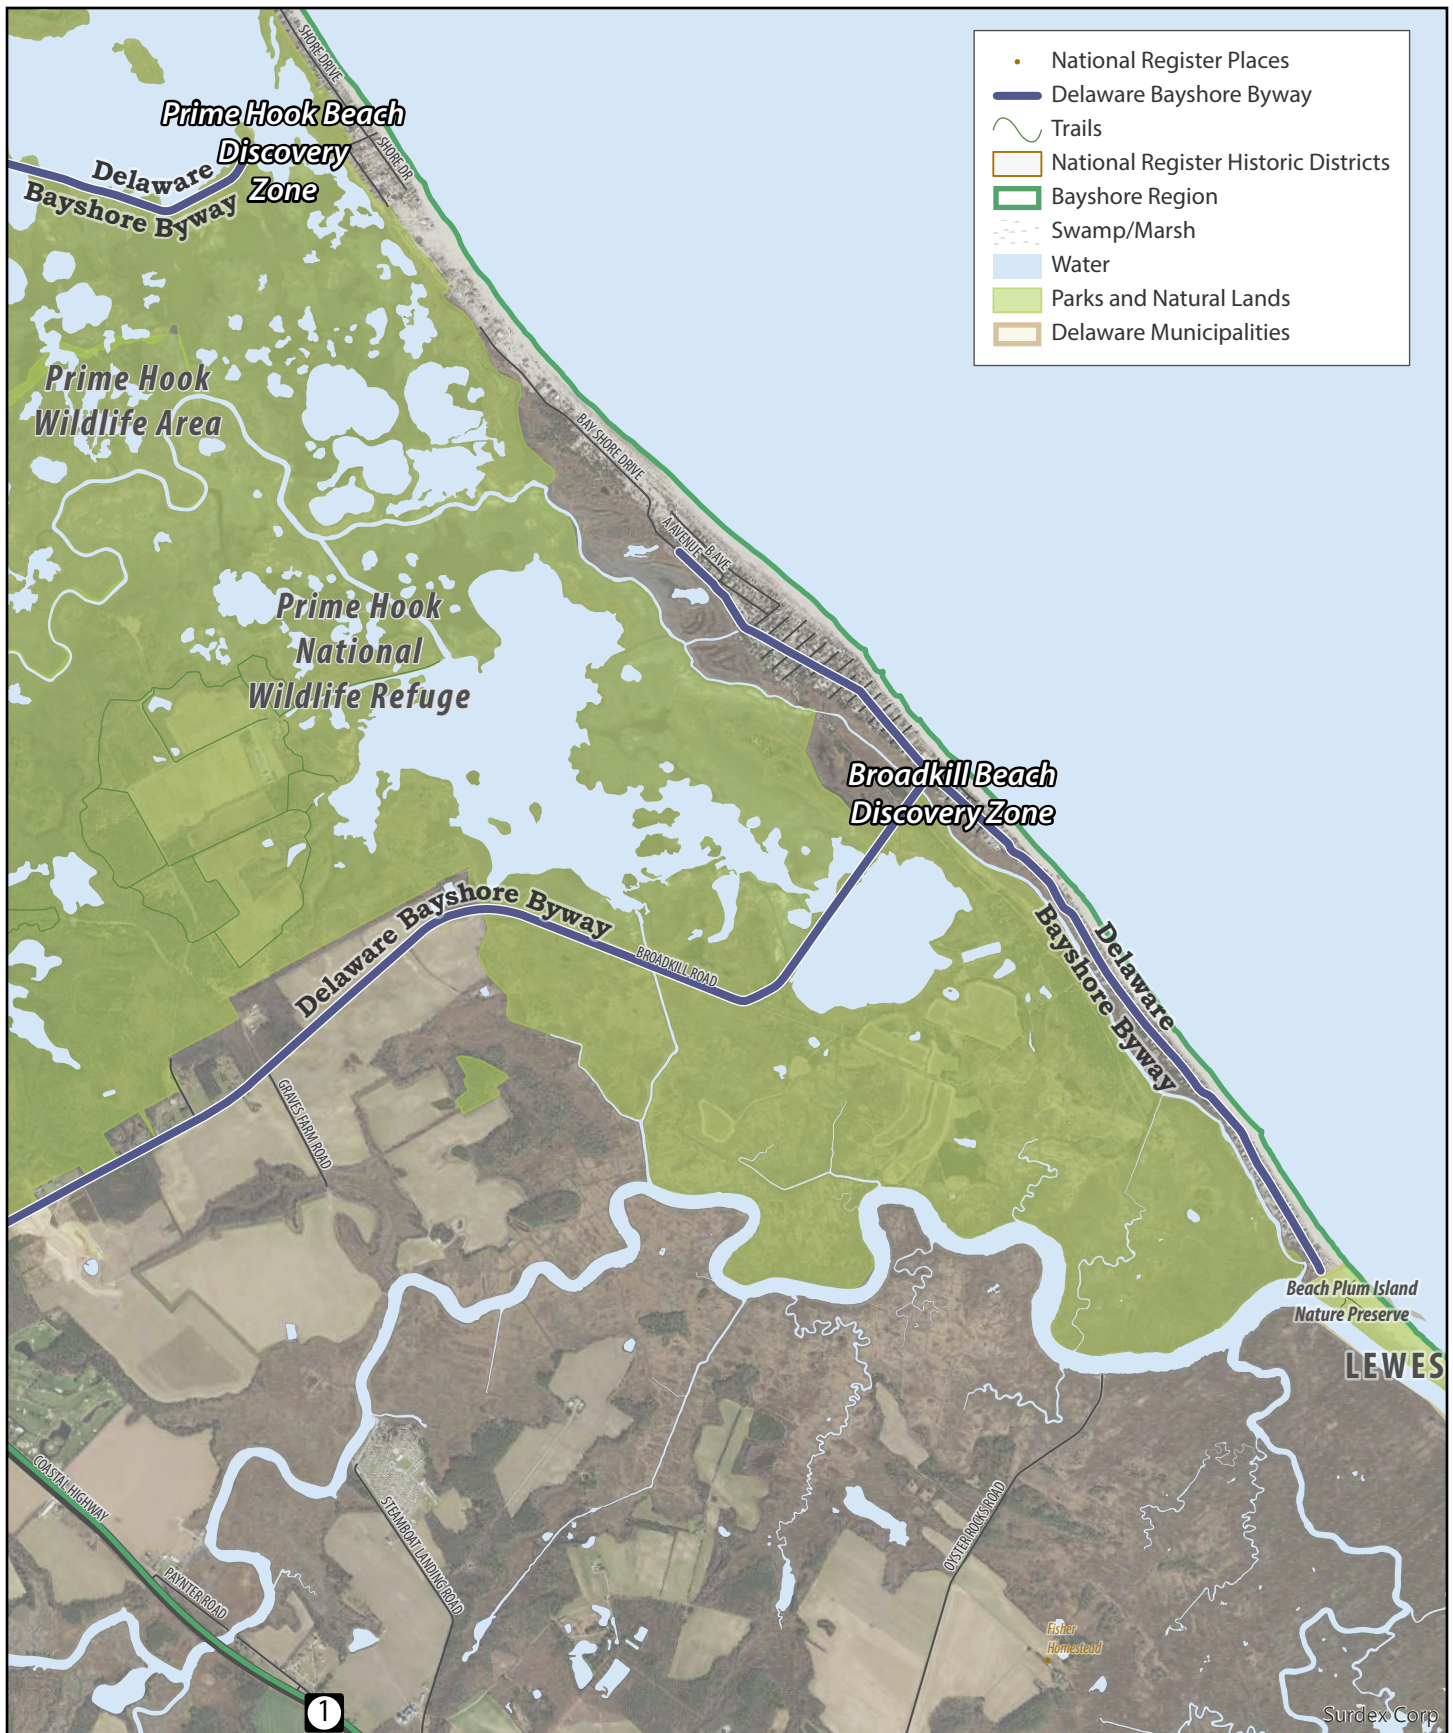 National Register Places
Delaware Bayshore Byway
Trails
National Register Historic Districts
Bayshore Region
Swamp/Marsh
Water
Parks and Natural Lands
Delaware Municipalities
SHORE DRIVE
Prime Hook Beach
Discovery
Zone
SHORE DR
Delaware
Bayshore Byway
Prime Hook
Wildlife Area
BAY SHORE DRIVE
A AVENUE
B AVE
Prime Hook
National
Wildlife Refuge
Broadkill Beach
Discovery Zone
Delaware Bayshore Byway
BROADKILL ROAD
Delaware
Bayshore Byway
GRAVES FARM ROAD
Beach Plum Island
Nature Preserve
LEWES
COASTAL HIGHWAY
STEAMBOAT LANDING ROAD
OYSTER ROCKS ROAD
PAYNTER ROAD
Fisher
Homestead
1
Surdex Corp